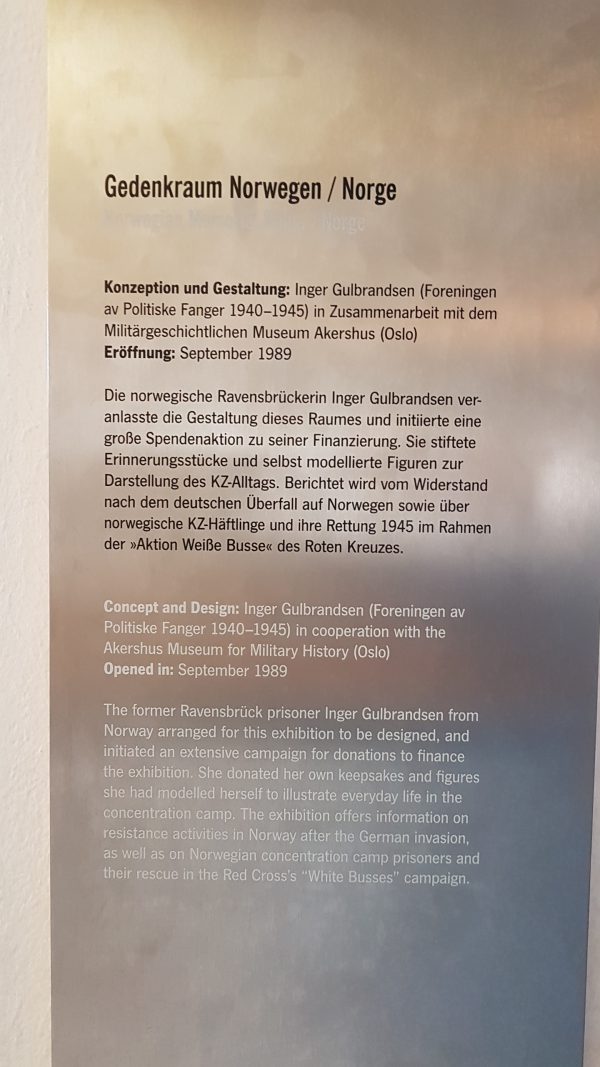 Gedenkraum Norwegen / Norge
Norwegian Memorial Room / Norge
Konzeption und Gestaltung: Inger Gulbrandsen (Foreningen
av Politiske Fanger 1940–1945) in Zusammenarbeit mit dem
Militärgeschichtlichen Museum Akershus (Oslo)
Eröffnung: September 1989
Die norwegische Ravensbrückerin Inger Gulbrandsen ver-
anlasste die Gestaltung dieses Raumes und initiierte eine
große Spendenaktion zu seiner Finanzierung. Sie stiftete
Erinnerungsstücke und selbst modellierte Figuren zur
Darstellung des KZ-Alltags. Berichtet wird vom Widerstand
nach dem deutschen Überfall auf Norwegen sowie über
norwegische KZ-Häftlinge und ihre Rettung 1945 im Rahmen
der »Aktion Weiße Busse« des Roten Kreuzes.
Concept and Design: Inger Gulbrandsen (Foreningen av
Politiske Fanger 1940–1945) in cooperation with the
Akershus Museum for Military History (Oslo)
Opened in: September 1989
The former Ravensbrück prisoner Inger Gulbrandsen from
Norway arranged for this exhibition to be designed, and
initiated an extensive campaign for donations to finance
the exhibition. She donated her own keepsakes and figures
she had modelled herself to illustrate everyday life in the
concentration camp. The exhibition offers information on
resistance activities in Norway after the German invasion,
as well as on Norwegian concentration camp prisoners and
their rescue in the Red Cross's “White Busses” campaign.